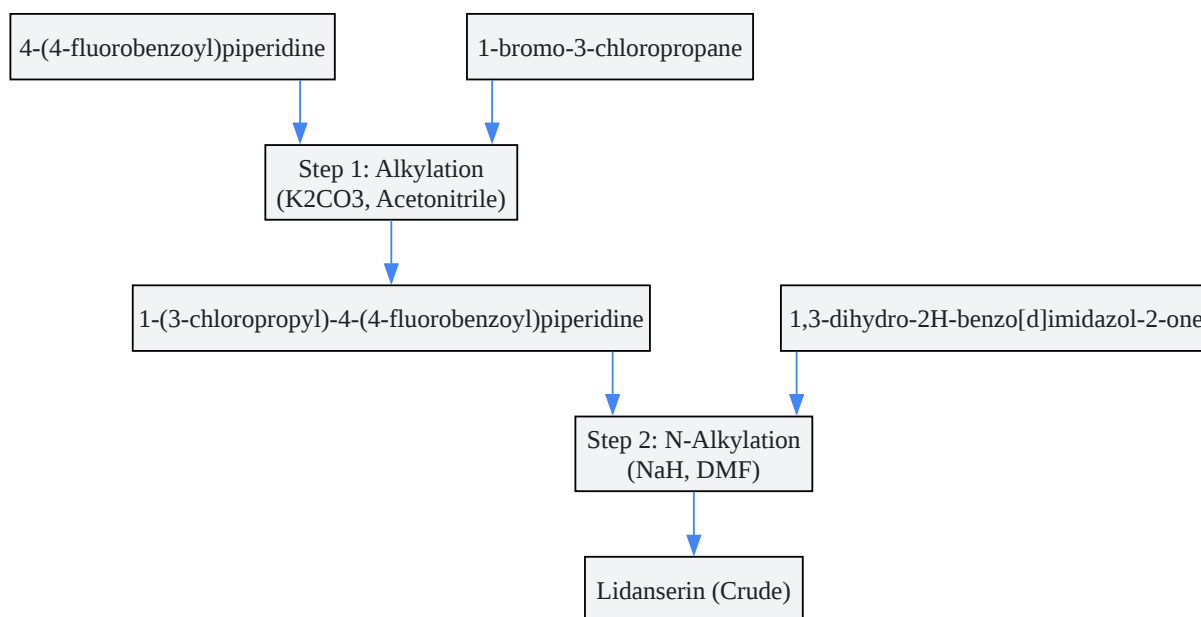 4-(4-fluorobenzoyl)piperidine
1-bromo-3-chloropropane
Step 1: Alkylation
(K2CO3, Acetonitrile)
1-(3-chloropropyl)-4-(4-fluorobenzoyl)piperidine
1,3-dihydro-2H-benzo[d]imidazol-2-one
Step 2: N-Alkylation
(NaH, DMF)
Lidanserin (Crude)